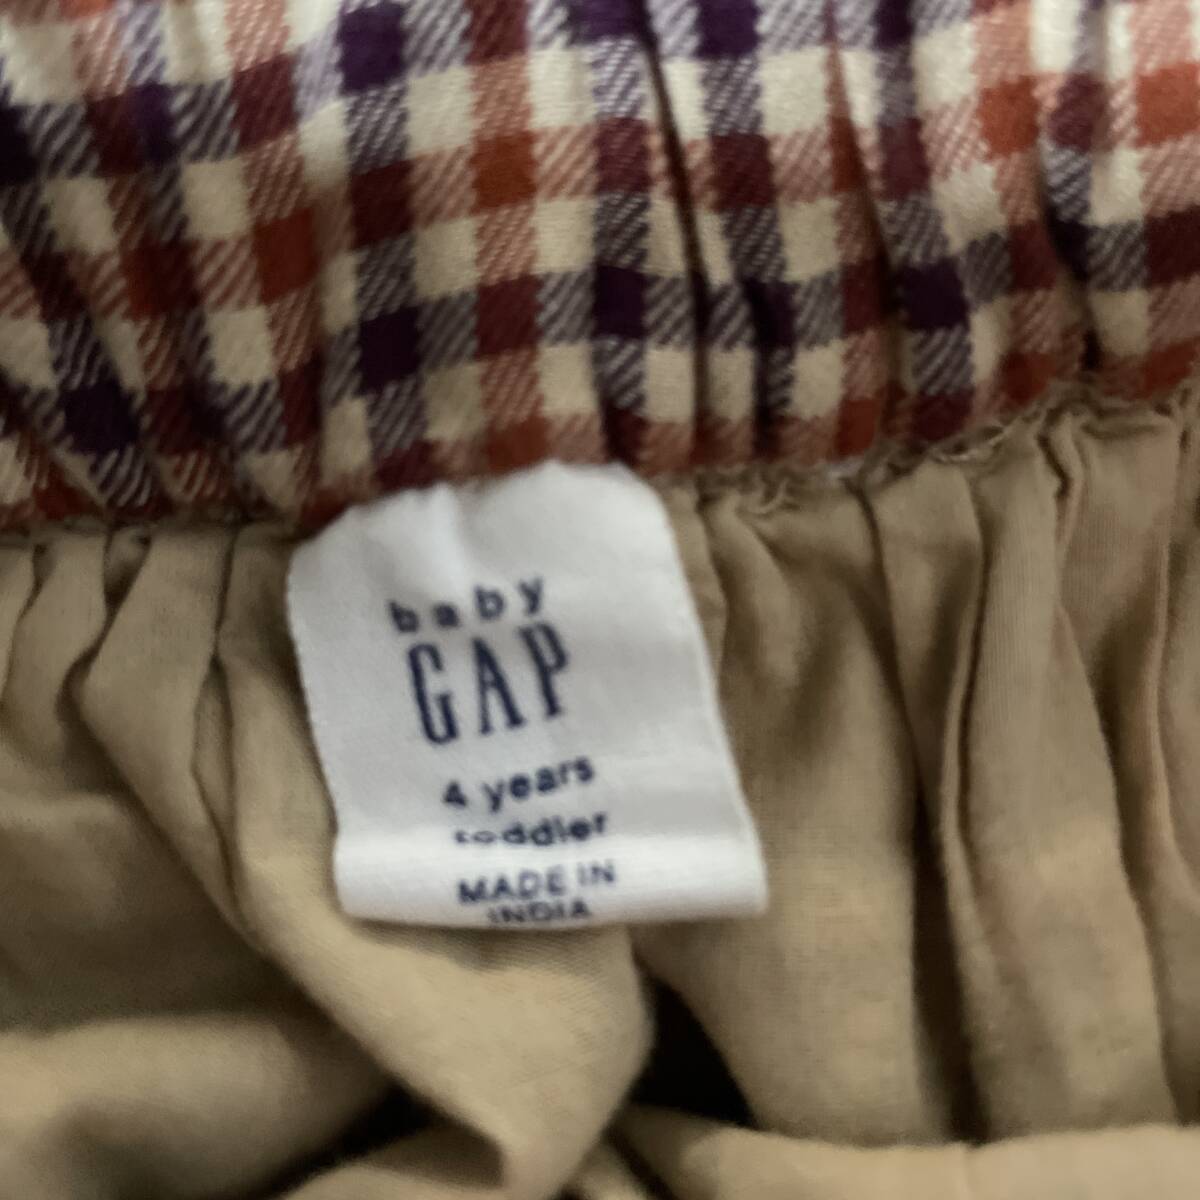 baby
GAP
4 years
toddler
MADE IN
INDIA